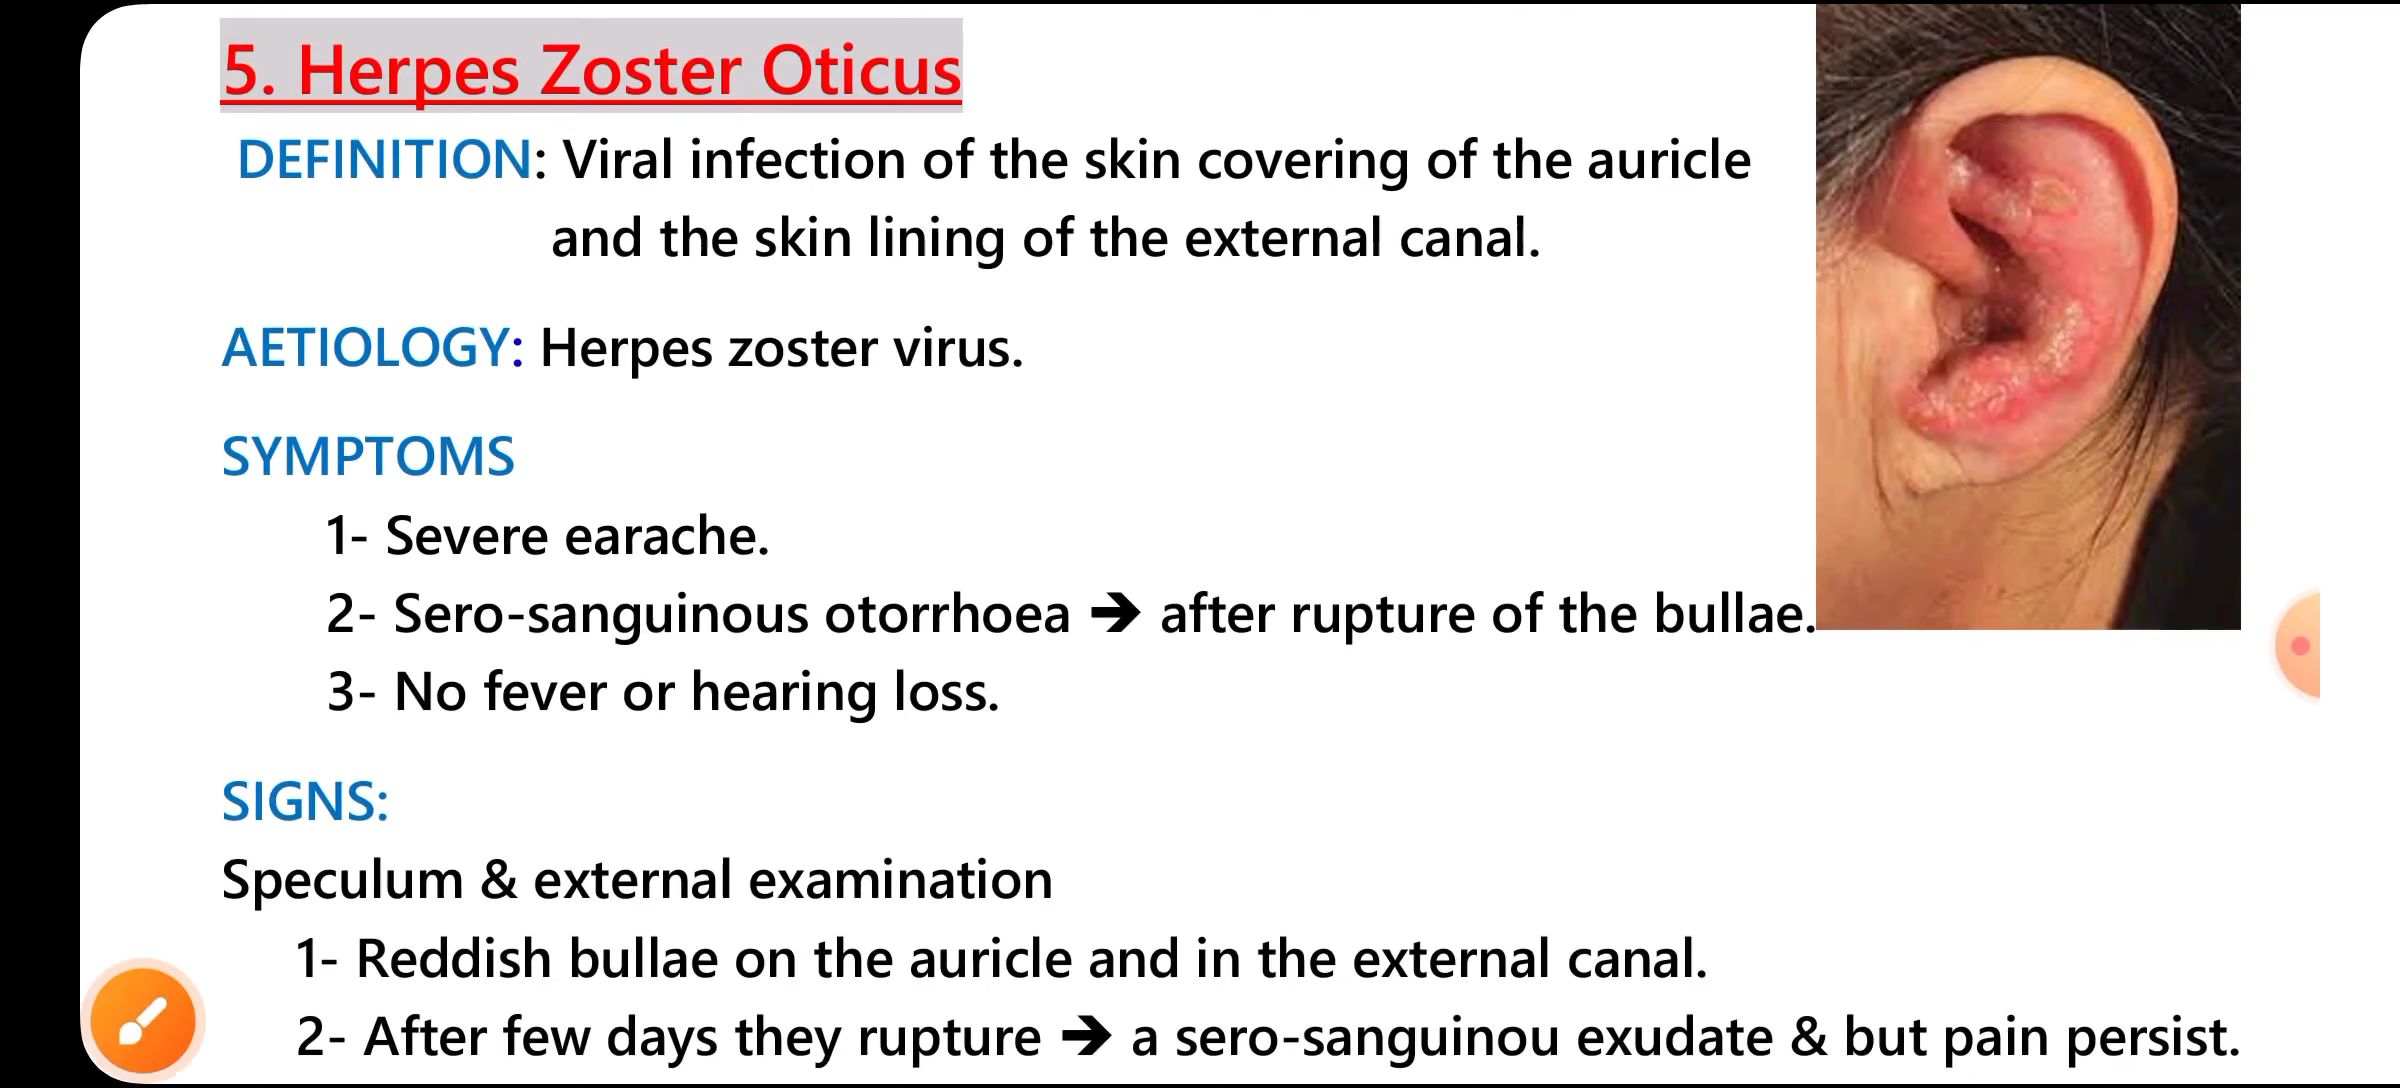 5. Herpes Zoster Oticus
DEFINITION: Viral infection of the skin covering of the auricle
and the skin lining of the external canal.
AETIOLOGY: Herpes zoster virus.
SYMPTOMS
1- Severe earache.
2- Sero-sanguinous otorrhoea ➔ after rupture of the bullae.
3- No fever or hearing loss.
SIGNS:
Speculum & external examination
1- Reddish bullae on the auricle and in the external canal.
2- After few days they rupture ➔ a sero-sanguinou exudate & but pain persist.